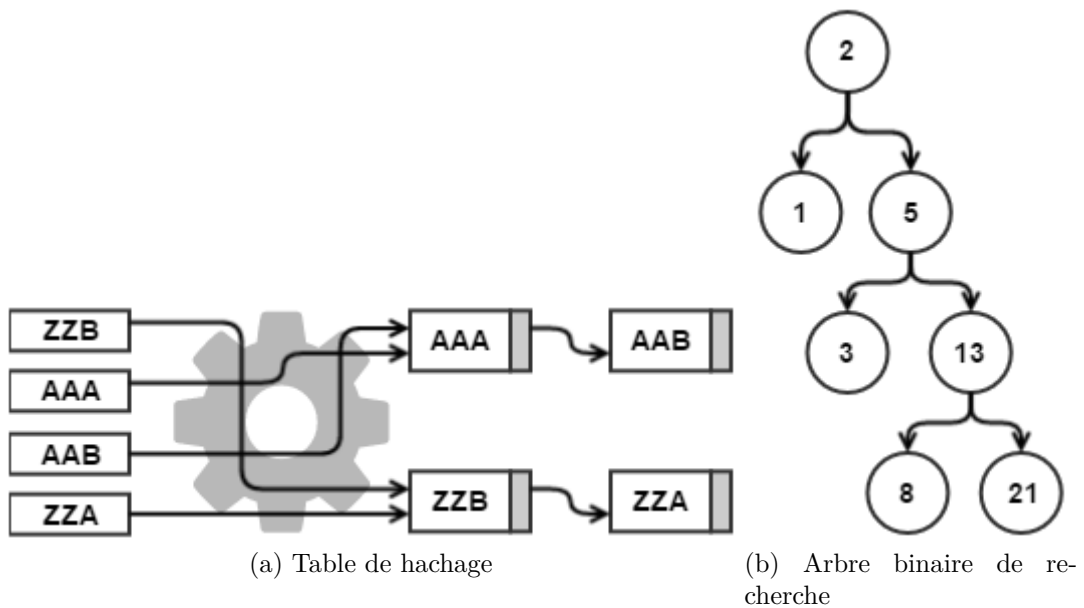 2
1 5
3 13
8 21
ZZB
AAA
AAB
ZZA
AAA AAB
ZZB ZZA
(a) Table de hachage
(b) Arbre binaire de re-
cherche